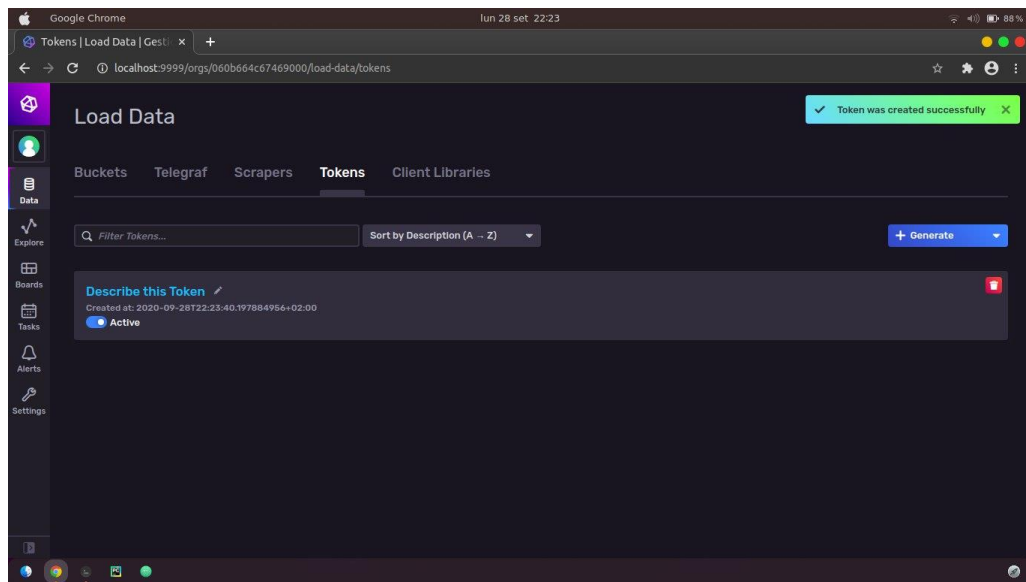 Google Chrome
lun 28 set 22:23
88%
Tokens | Load Data | Gesti
localhost:9999/orgs/060b664c67469000/load-data/tokens
Load Data
Token was created successfully
Buckets
Telegraf
Scrapers
Tokens
Client Libraries
Data
Explore
Boards
Tasks
Alerts
Settings
Filter Tokens...
Sort by Description (A → Z)
+ Generate
Describe this Token
Created at: 2020-09-28T22:23:40.197884956+02:00
Active
PC